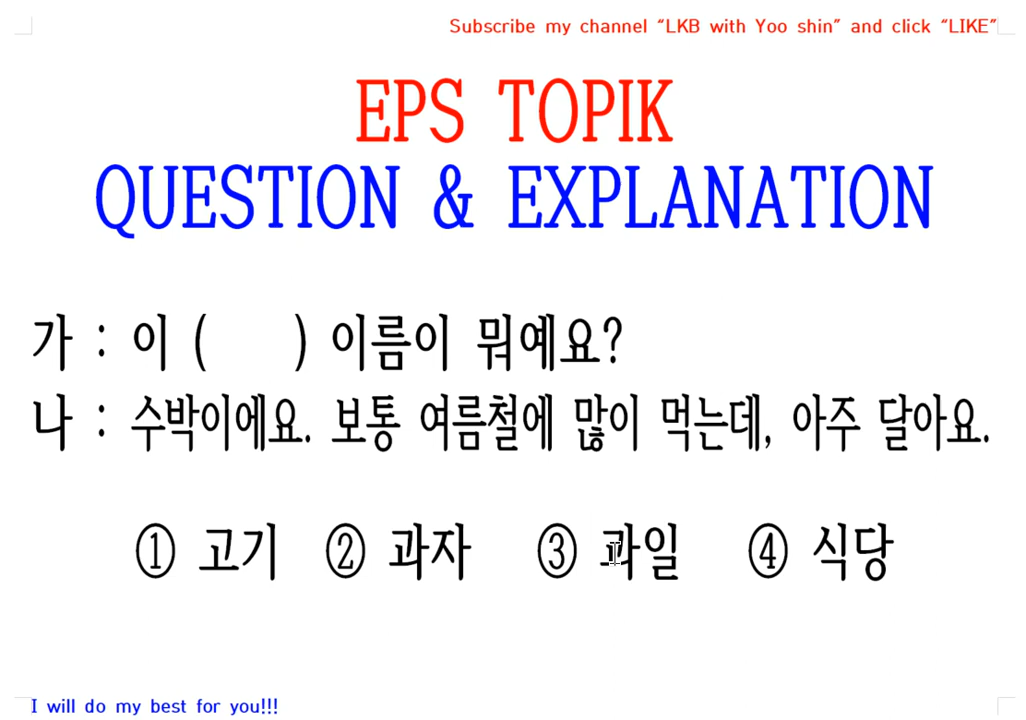 Subscribe my channel “LKB with Yoo shin” and click “LIKE”
EPS TOPIK
QUESTION & EXPLANATION
가 : 이 (     ) 이름이 뭐예요?
나 : 수박이에요. 보통 여름철에 많이 먹는데, 아주 달아요.
① 고기 ② 과자 ③ 과일 ④ 식당
I will do my best for you!!!